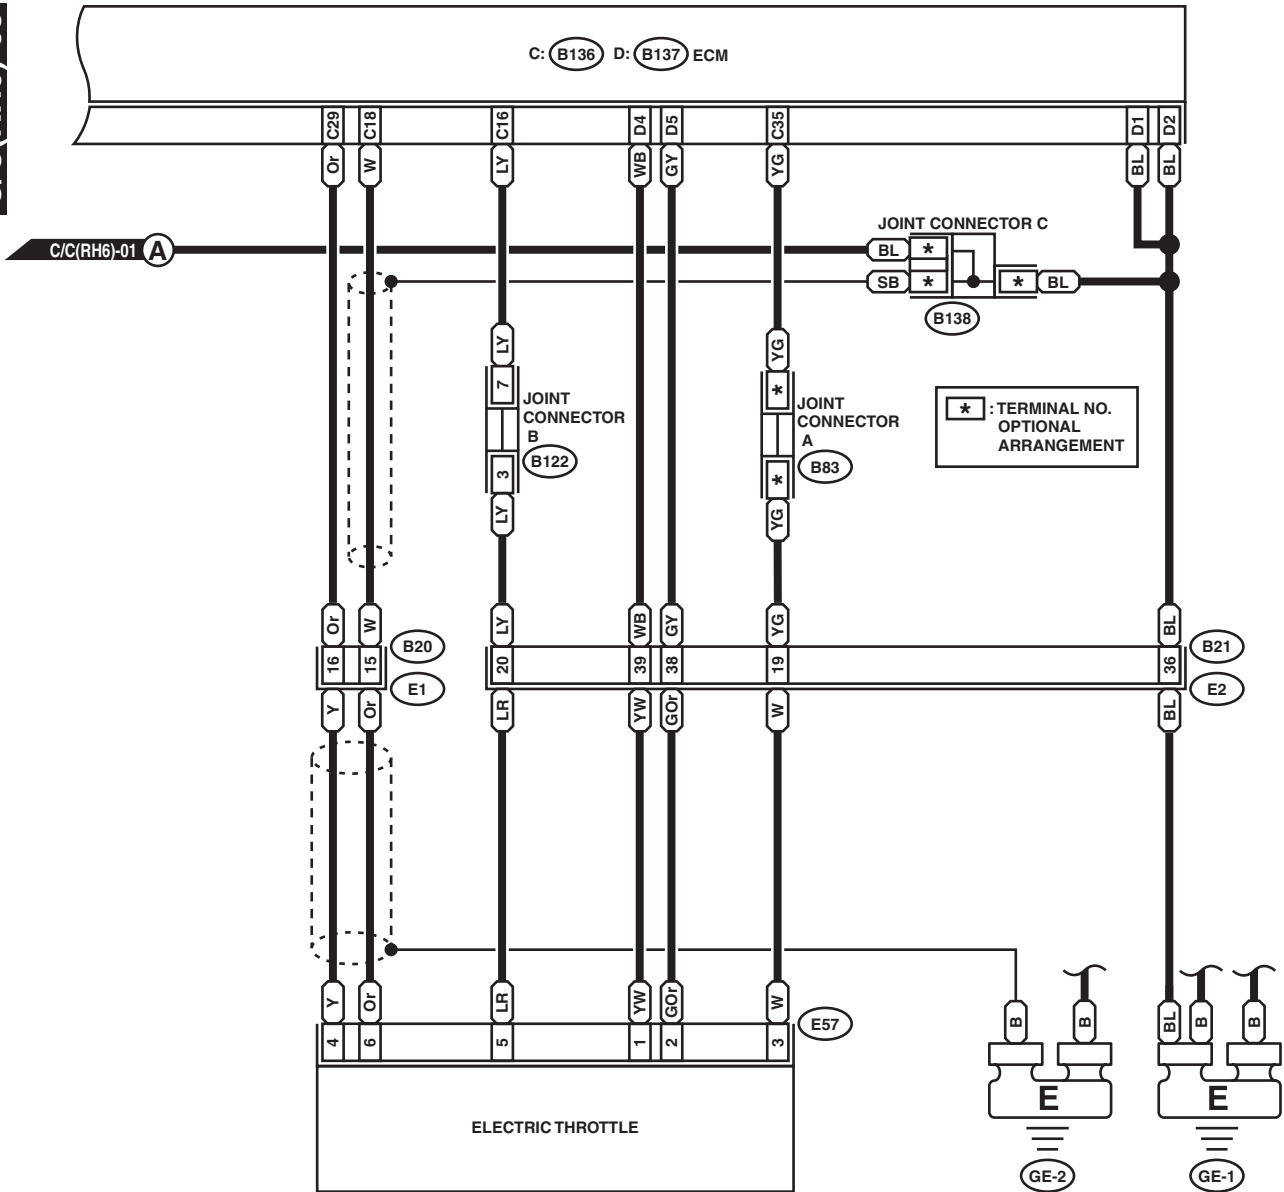 C: B136 D: B137 ECM
C29 C18 C16 D4 D5 C35 D1 D2
Or W LY WB GY YG BL BL
JOINT CONNECTOR C
C/C(RH6)-01 A
BL *
SB * * BL
B138
LY YG
7 *
JOINT
CONNECTOR
B
B122
3
LY
JOINT
CONNECTOR
A
B83
*
YG
* : TERMINAL NO.
OPTIONAL
ARRANGEMENT
Or W LY WB GY YG BL
B20 B21
16 15 20 39 38 19 36
E1 E2
Y Or LR YW GOr W BL
Y Or LR YW GOr W
E57
4 6 5 1 2 3
B B BL B B
E E
ELECTRIC THROTTLE
GE-2 GE-1